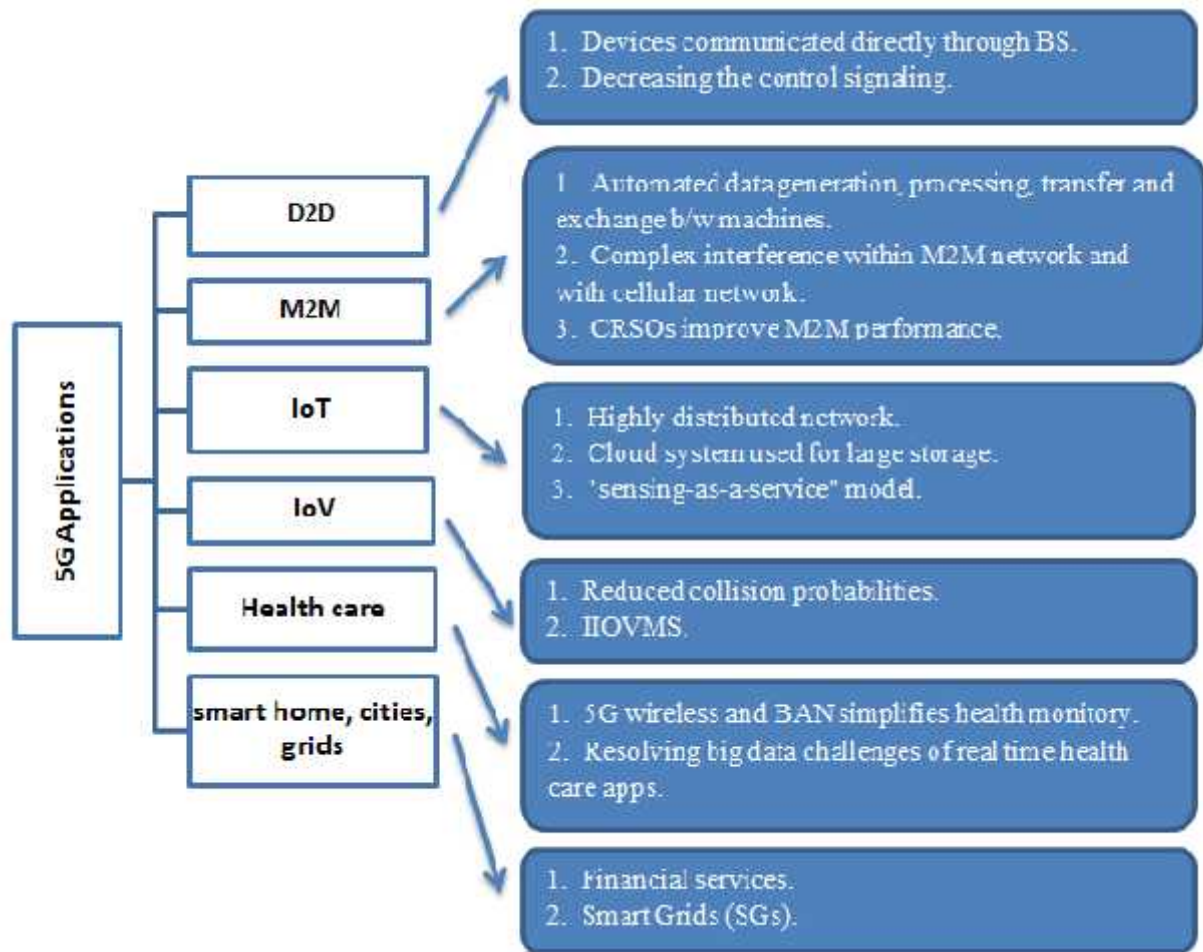 5G Applications
D2D
M2M
IoT
IoV
Health care
smart home, cities,
grids
1. Devices communicated directly through BS.
2. Decreasing the control signaling.
1. Automated data generation, processing, transfer and
exchange b/w machines.
2. Complex interference within M2M network and
with cellular network.
3. CRSOs improve M2M performance.
1. Highly distributed network.
2. Cloud system used for large storage.
3. "sensing-as-a-service" model.
1. Reduced collision probabilities.
2.
1. 5G wireless and BAN simplifies health monitory.
2. Resolving big data challenges of real time health
care apps.
1. Financial services.
2. Smart Grids (SGs).